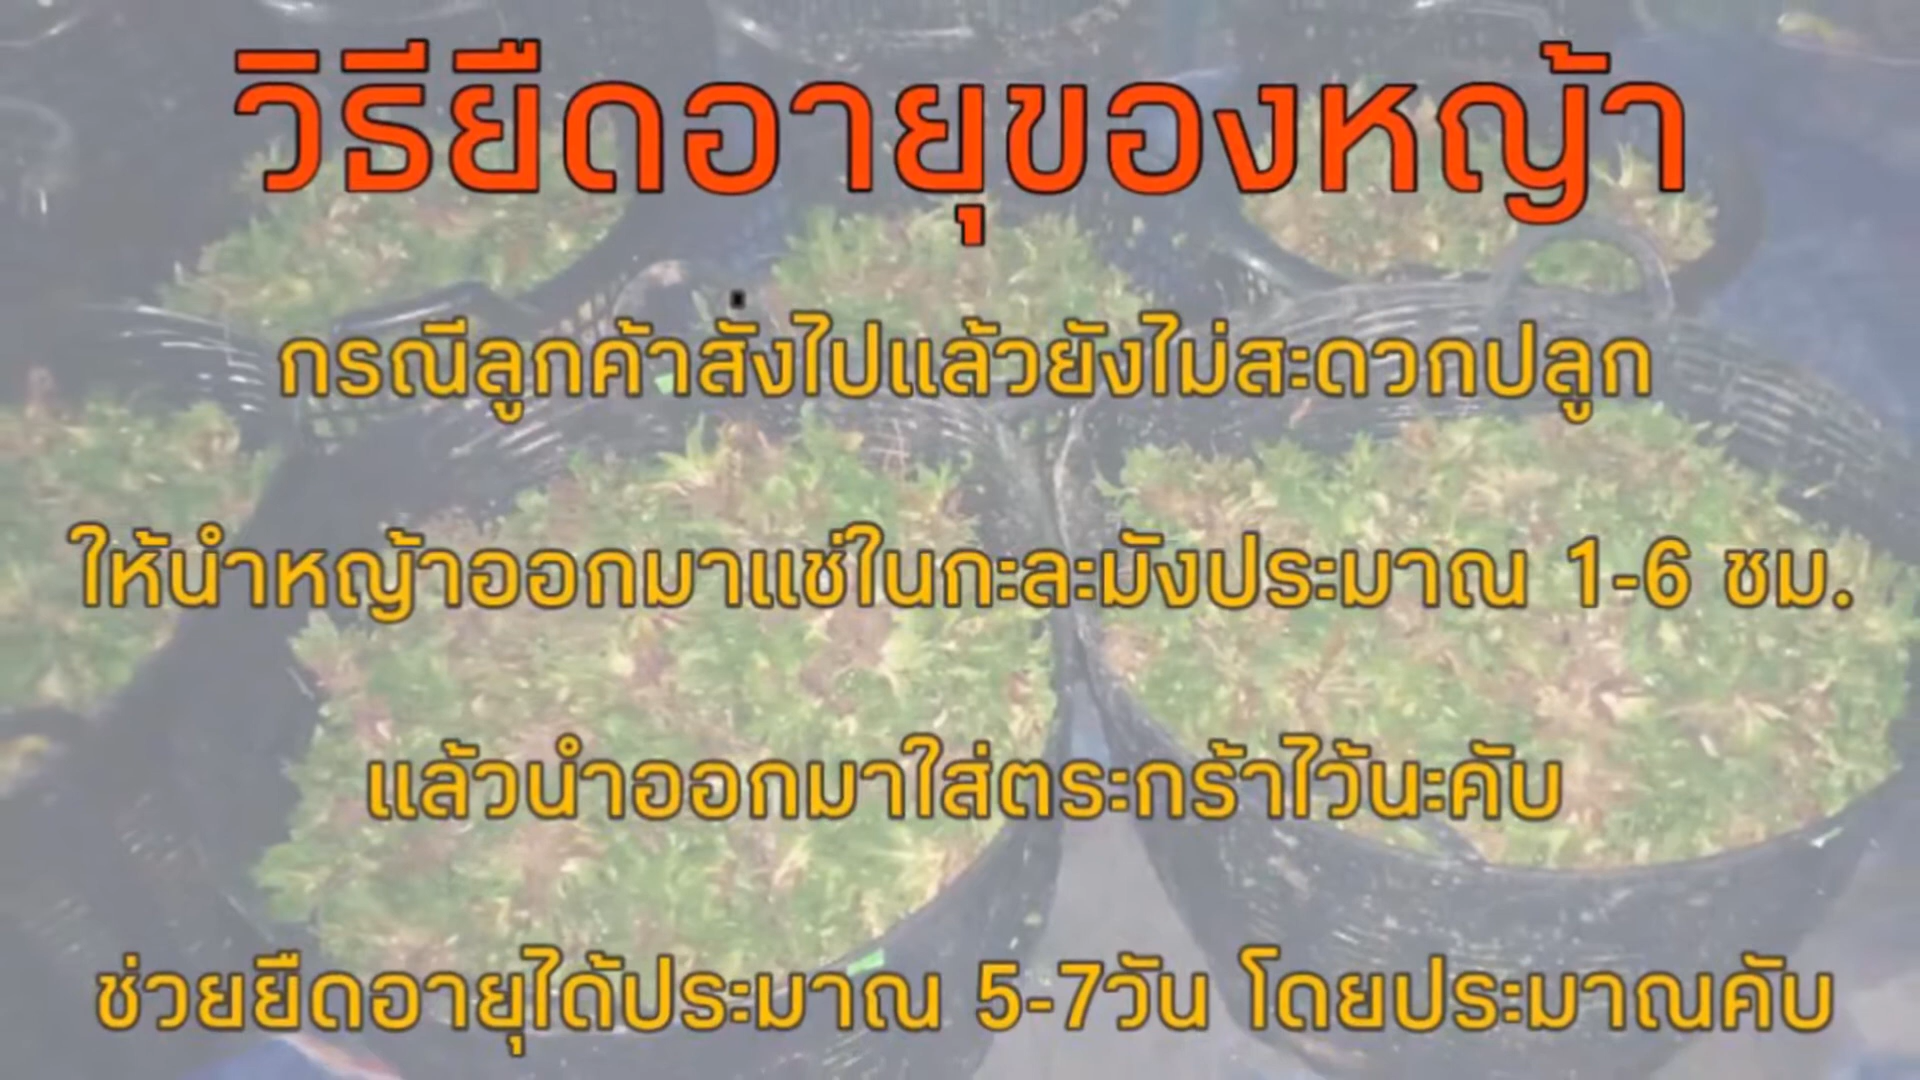 วิธียืดอายุของหญ้า
กรณีลูกค้าสั่งไปแล้วยังไม่สะดวกปลูก
ให้นำหญ้าออกมาแช่ในกะละมังประมาณ 1-6 ชม.
แล้วนำออกมาใส่ตระกร้าไว้นะคับ
ช่วยยืดอายุได้ประมาณ 5-7วัน โดยประมาณคับ